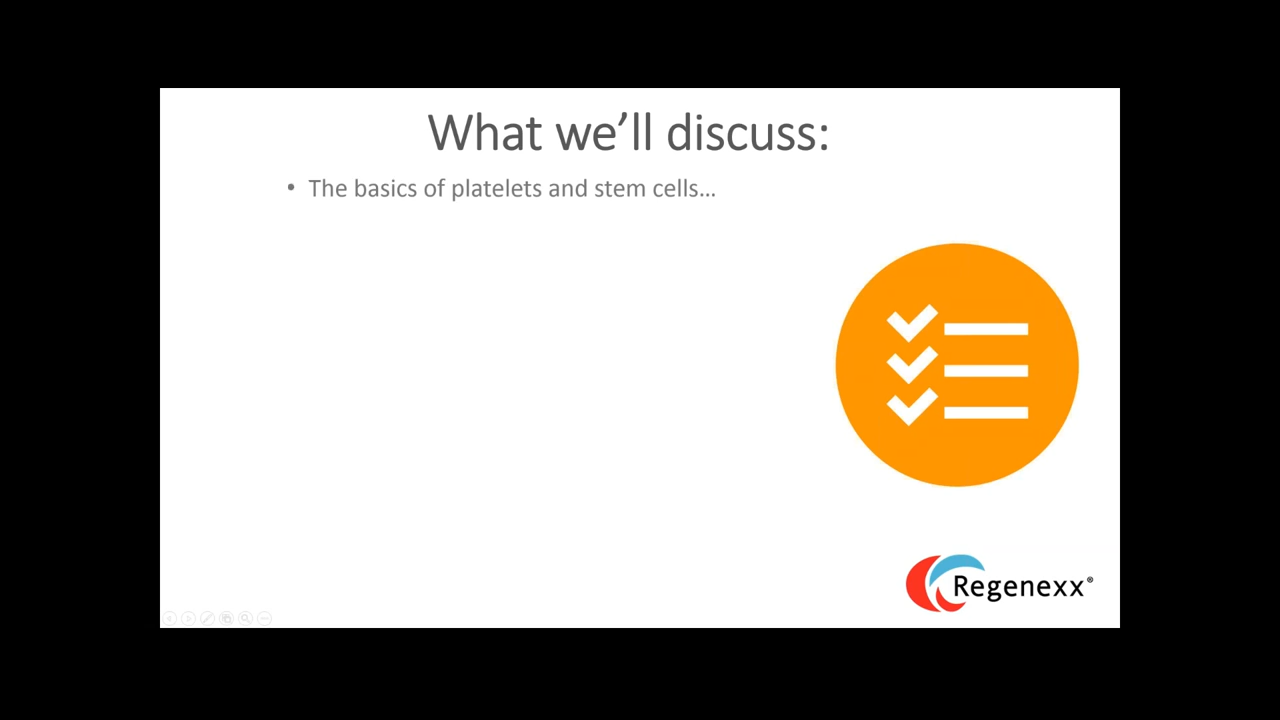 What we’ll discuss:
• The basics of platelets and stem cells…
Regenexx®